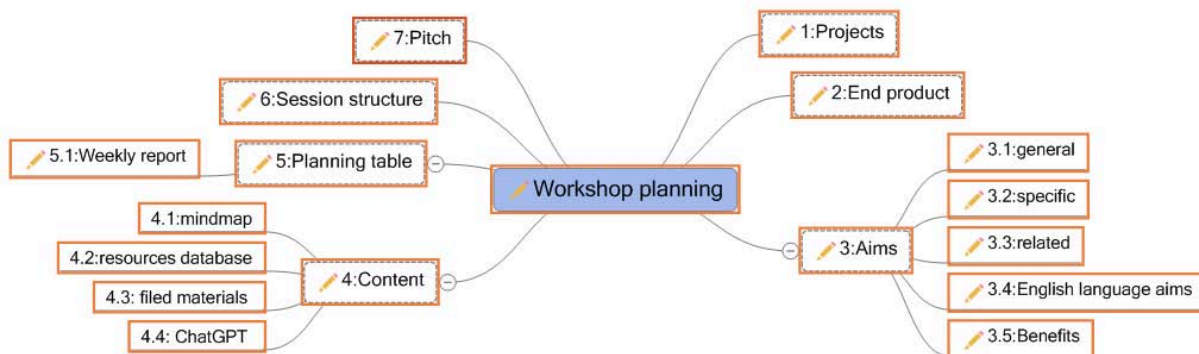 Workshop planning
1:Projects
2:End product
3:Aims
3.1:general
3.2:specific
3.3:related
3.4:English language aims
3.5:Benefits
4:Content
4.1:mindmap
4.2:resources database
4.3: filed materials
4.4: ChatGPT
5:Planning table
5.1:Weekly report
6:Session structure
7:Pitch